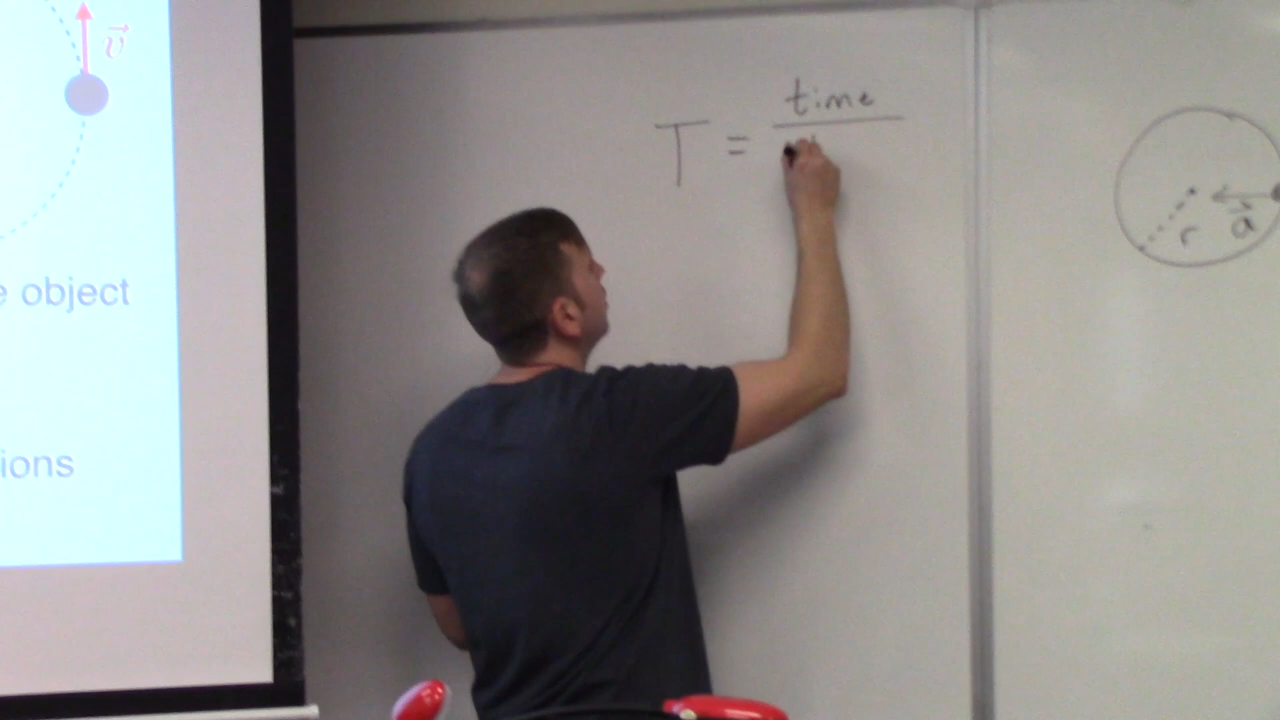 v
object
ions
T = time
r
a